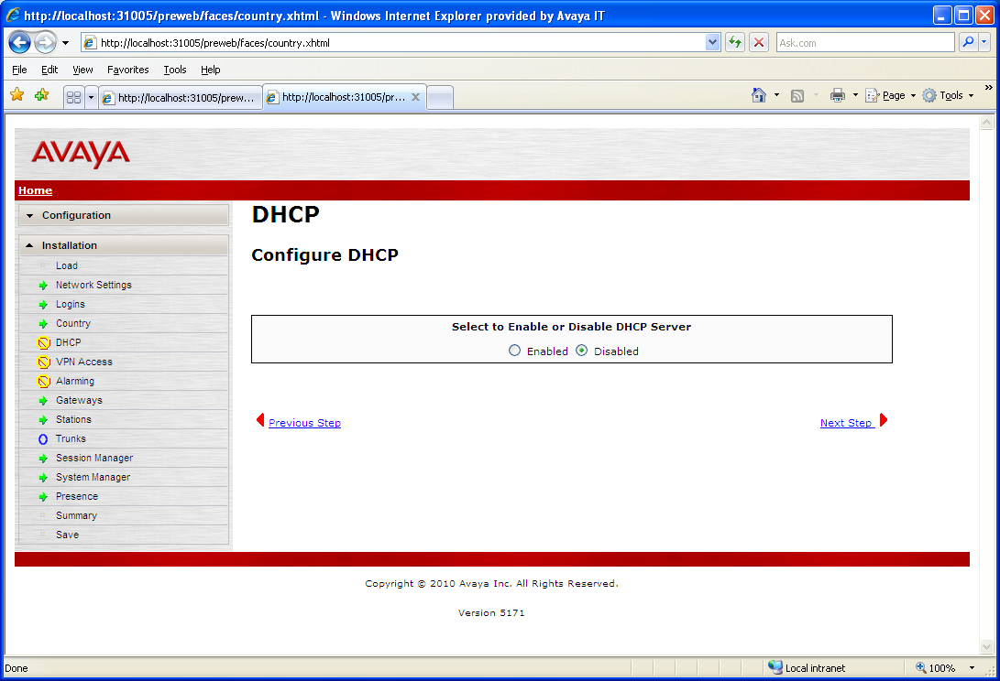 http://localhost:31005/preweb/faces/country.xhtml - Windows Internet Explorer provided by Avaya IT
http://localhost:31005/preweb/faces/country.xhtml
Ask.com
File Edit View Favorites Tools Help
http://localhost:31005/prew...
http://localhost:31005/pr...
Page
Tools
AVAYA
Home
Configuration
Installation
Load
Network Settings
Logins
Country
DHCP
VPN Access
Alarming
Gateways
Stations
Trunks
Session Manager
System Manager
Presence
Summary
Save
DHCP
Configure DHCP
Select to Enable or Disable DHCP Server
Enabled Disabled
Previous Step
Next Step
Copyright © 2010 Avaya Inc. All Rights Reserved.
Version 5171
Done
Local intranet
100%